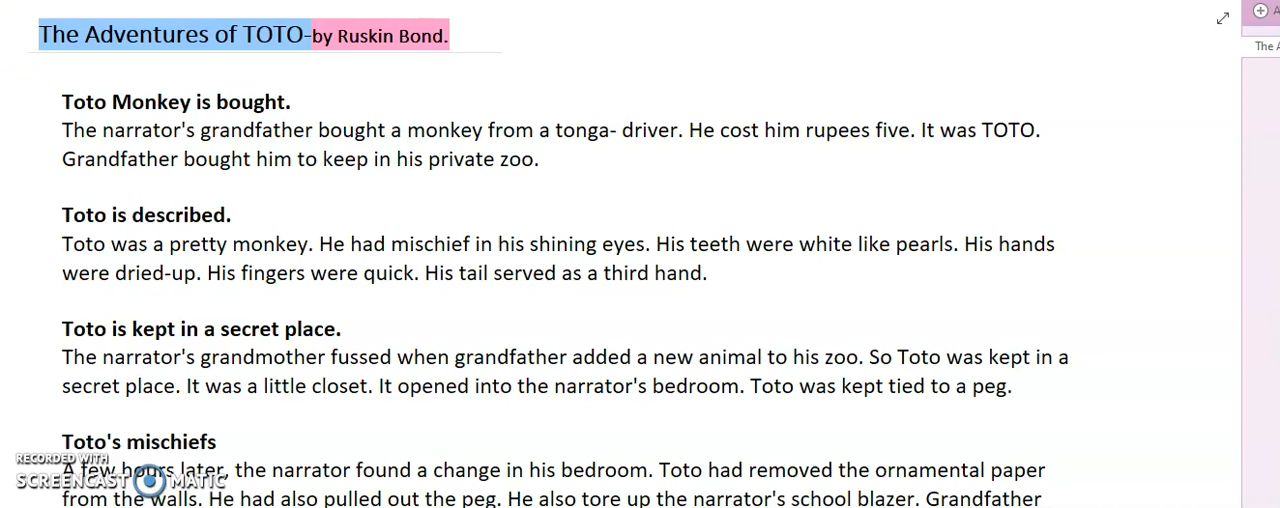 The Adventures of TOTO-by Ruskin Bond.
Toto Monkey is bought.
The narrator's grandfather bought a monkey from a tonga- driver. He cost him rupees five. It was TOTO.
Grandfather bought him to keep in his private zoo.
Toto is described.
Toto was a pretty monkey. He had mischief in his shining eyes. His teeth were white like pearls. His hands
were dried-up. His fingers were quick. His tail served as a third hand.
Toto is kept in a secret place.
The narrator's grandmother fussed when grandfather added a new animal to his zoo. So Toto was kept in a
secret place. It was a little closet. It opened into the narrator's bedroom. Toto was kept tied to a peg.
Toto's mischiefs
A few hours later, the narrator found a change in his bedroom. Toto had removed the ornamental paper
from the walls. He had also pulled out the peg. He also tore up the narrator's school blazer. Grandfather
RECORDED WITH
SCREENCAST MATIC
The A